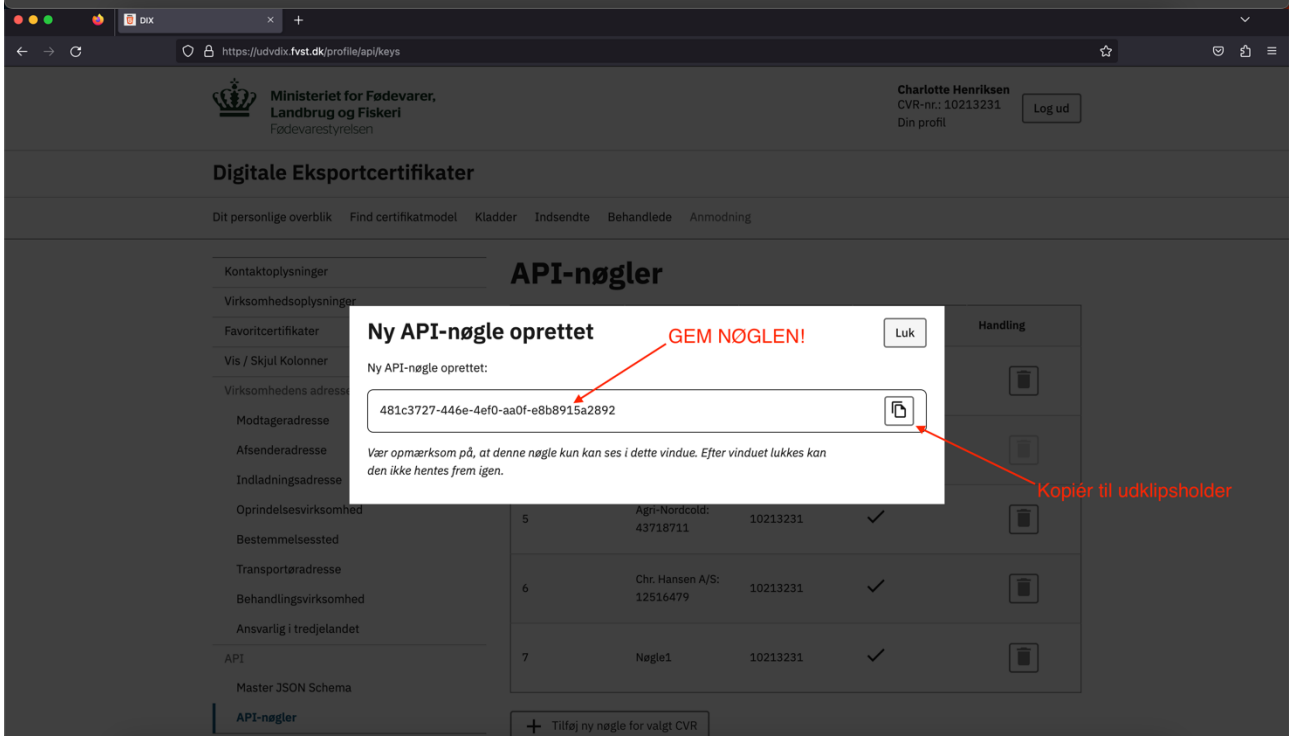 DIX
https://udvdix.fvst.dk/profile/api/keys
Ministeriet for Fødevarer,
Landbrug og Fiskeri
Fødevarestyrelsen
Charlotte Henriksen
CVR-nr.: 10213231
Din profil
Log ud
Digitale Eksportcertifikater
Dit personlige overblik Find certifikatmodel Kladder Indsendte Behandlede Anmodning
Kontaktoplysninger
Virksomhedsoplysninger
Favoritcertifikater
Vis / Skjul Kolonner
Virksomhedens adresse
Modtageradresse
Afsenderadresse
Indladningsadresse
Oprindelsesvirksomhed
Bestemmelsessted
Transportøradresse
Behandlingsvirksomhed
Ansvarlig i tredjelandet
API
Master JSON Schema
API-nøgler
API-nøgler
Handling
Ny API-nøgle oprettet
GEM NØGLEN!
Luk
Ny API-nøgle oprettet:
481c3727-446e-4ef0-aa0f-e8b8915a2892
Vær opmærksom på, at denne nøgle kun kan ses i dette vindue. Efter vinduet lukkes kan
den ikke hentes frem igen.
Kopiér til udklipsholder
5 Agri-Nordcold: 10213231
43718711
6 Chr. Hansen A/S: 10213231
12516479
7 Nøgle1 10213231
Tilføj ny nøgle for valgt CVR